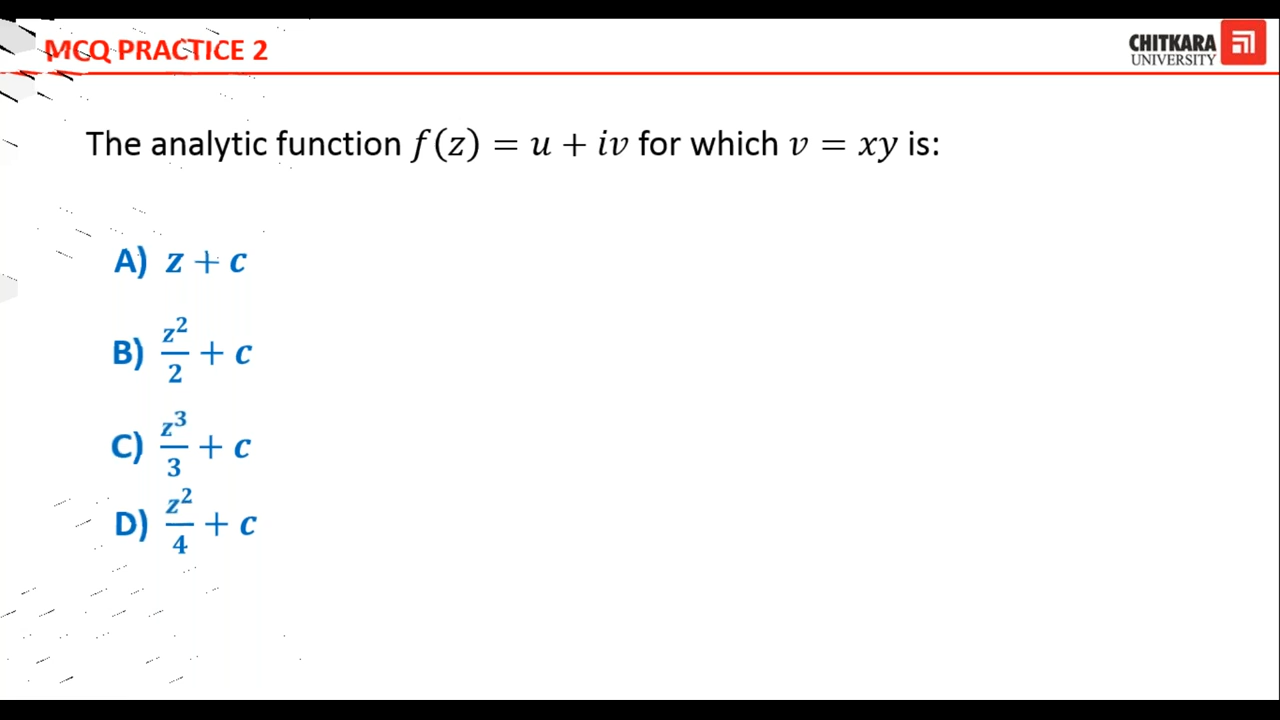 MCQ PRACTICE 2
CHITKARA
UNIVERSITY
The analytic function f(z) = u + iv for which v = xy is:
A) z + c
B) z²/2 + c
C) z³/3 + c
D) z²/4 + c